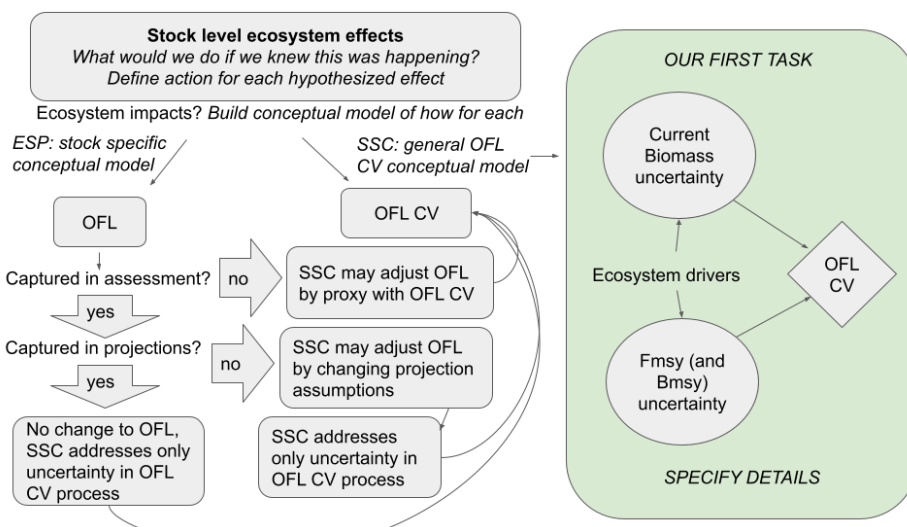 Stock level ecosystem effects
What would we do if we knew this was happening?
Define action for each hypothesized effect
Ecosystem impacts? Build conceptual model of how for each
ESP: stock specific
conceptual model
SSC: general OFL
CV conceptual model
OFL
OFL CV
Captured in assessment?
no
SSC may adjust OFL
by proxy with OFL CV
yes
Captured in projections?
no
SSC may adjust OFL
by changing projection
assumptions
yes
No change to OFL,
SSC addresses only
uncertainty in OFL
CV process
SSC addresses
only uncertainty in
OFL CV process
OUR FIRST TASK
Current
Biomass
uncertainty
Ecosystem drivers
OFL
CV
Fmsy (and
Bmsy)
uncertainty
SPECIFY DETAILS